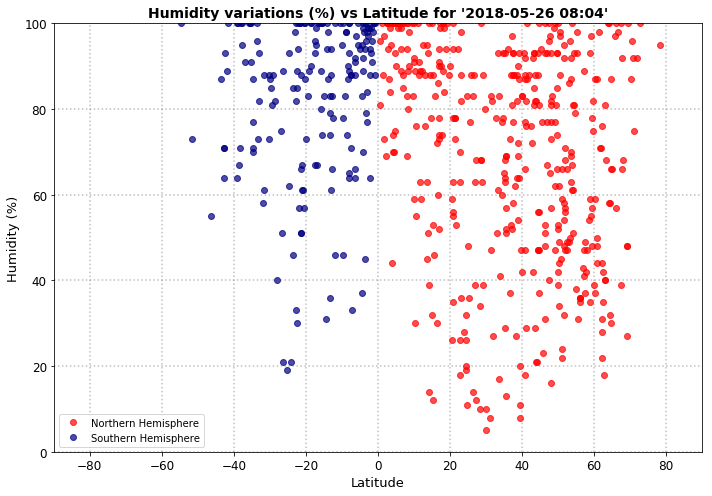 Humidity variations (%) vs Latitude for '2018-05-26 08:04'
Humidity (%)
100
80
60
40
20
0
Northern Hemisphere
Southern Hemisphere
−80 −60 −40 −20 0 20 40 60 80
Latitude